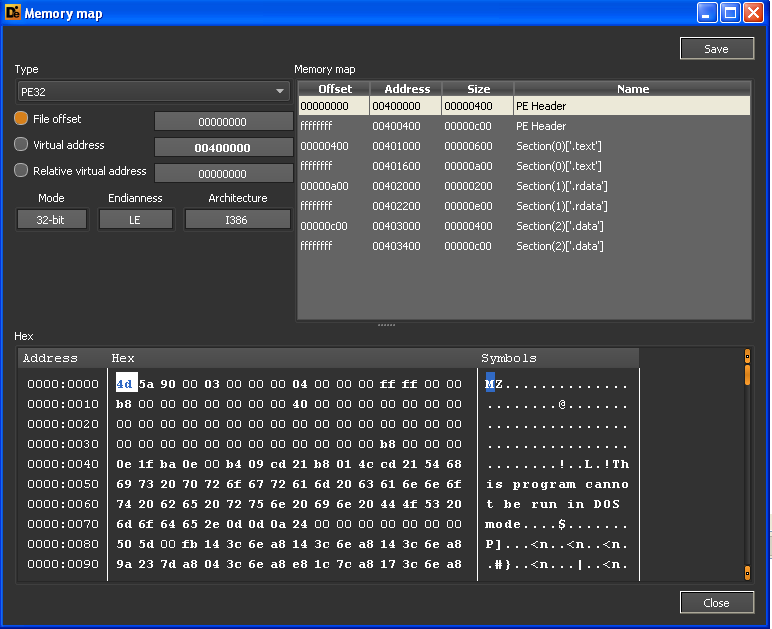 Memory map
Save
Type
Memory map
PE32
File offset 00000000
Virtual address 00400000
Relative virtual address 00000000
Mode Endianness Architecture
32-bit LE I386
Offset Address Size Name
00000000 00400000 00000400 PE Header
ffffffff 00400400 00000c00 PE Header
00000400 00401000 00000600 Section(0)['.text']
ffffffff 00401600 00000a00 Section(0)['.text']
00000a00 00402000 00000200 Section(1)['.rdata']
ffffffff 00402200 00000e00 Section(1)['.rdata']
00000c00 00403000 00000400 Section(2)['.data']
ffffffff 00403400 00000c00 Section(2)['.data']
Hex
Address Hex Symbols
0000:0000 4d 5a 90 00 03 00 00 00 04 00 00 00 ff ff 00 00 MZ..............
0000:0010 b8 00 00 00 00 00 00 00 40 00 00 00 00 00 00 00 ........@.......
0000:0020 00 00 00 00 00 00 00 00 00 00 00 00 00 00 00 00 ................
0000:0030 00 00 00 00 00 00 00 00 00 00 00 00 b8 00 00 00 ................
0000:0040 0e 1f ba 0e 00 b4 09 cd 21 b8 01 4c cd 21 54 68 ........!..L.!Th
0000:0050 69 73 20 70 72 6f 67 72 61 6d 20 63 61 6e 6e 6f is program canno
0000:0060 74 20 62 65 20 72 75 6e 20 69 6e 20 44 4f 53 20 t be run in DOS
0000:0070 6d 6f 64 65 2e 0d 0d 0a 24 00 00 00 00 00 00 00 mode....$.......
0000:0080 50 5d 00 fb 14 3c 6e a8 14 3c 6e a8 14 3c 6e a8 P]...<n..<n..<n.
0000:0090 9a 23 7d a8 04 3c 6e a8 e8 1c 7c a8 17 3c 6e a8 .#}..<n...|..<n.
Close